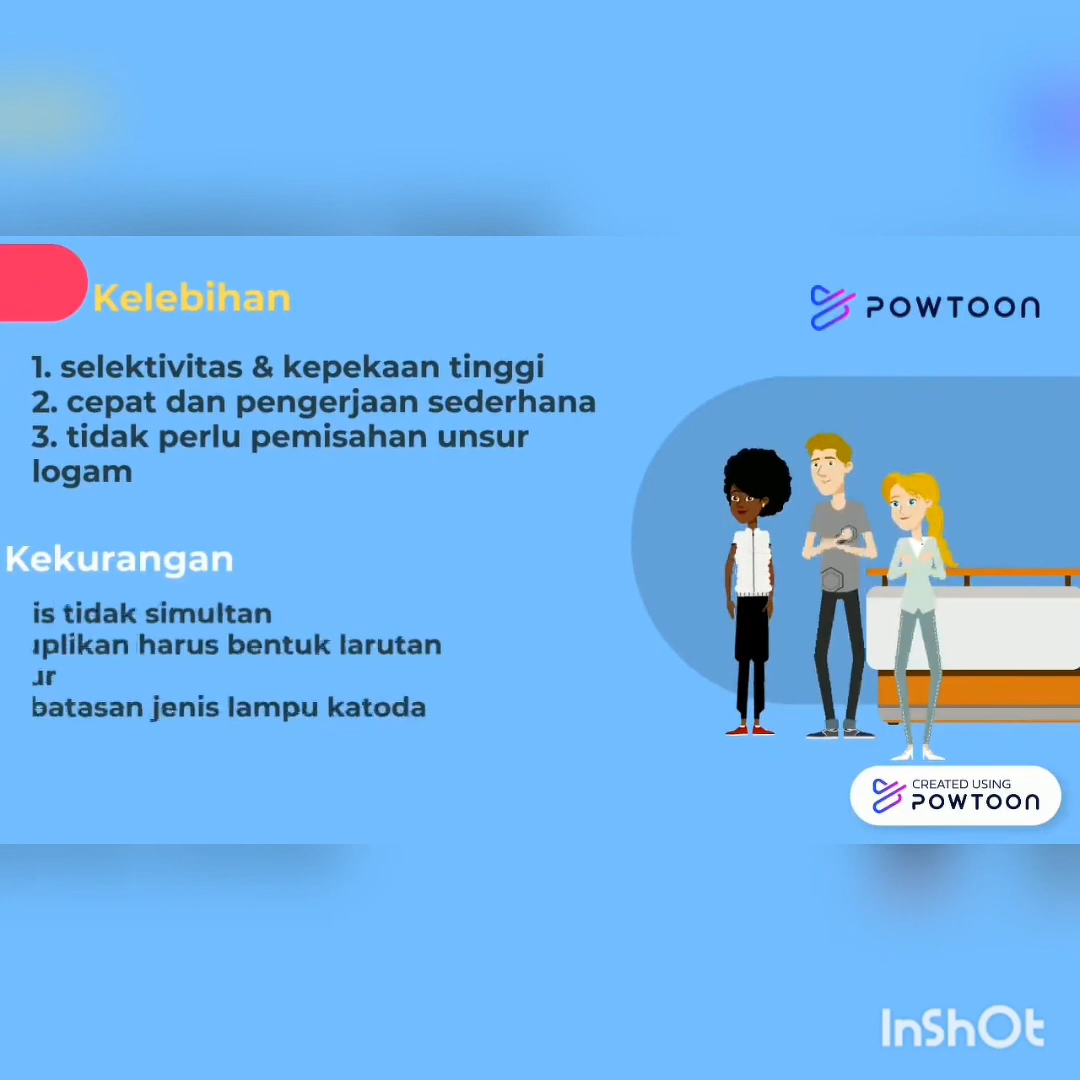 Kelebihan
POWTOON
1. selektivitas & kepekaan tinggi
2. cepat dan pengerjaan sederhana
3. tidak perlu pemisahan unsur
logam
Kekurangan
is tidak simultan
plikan harus bentuk larutan
ur
batasan jenis lampu katoda
CREATED USING
POWTOON
InShOt